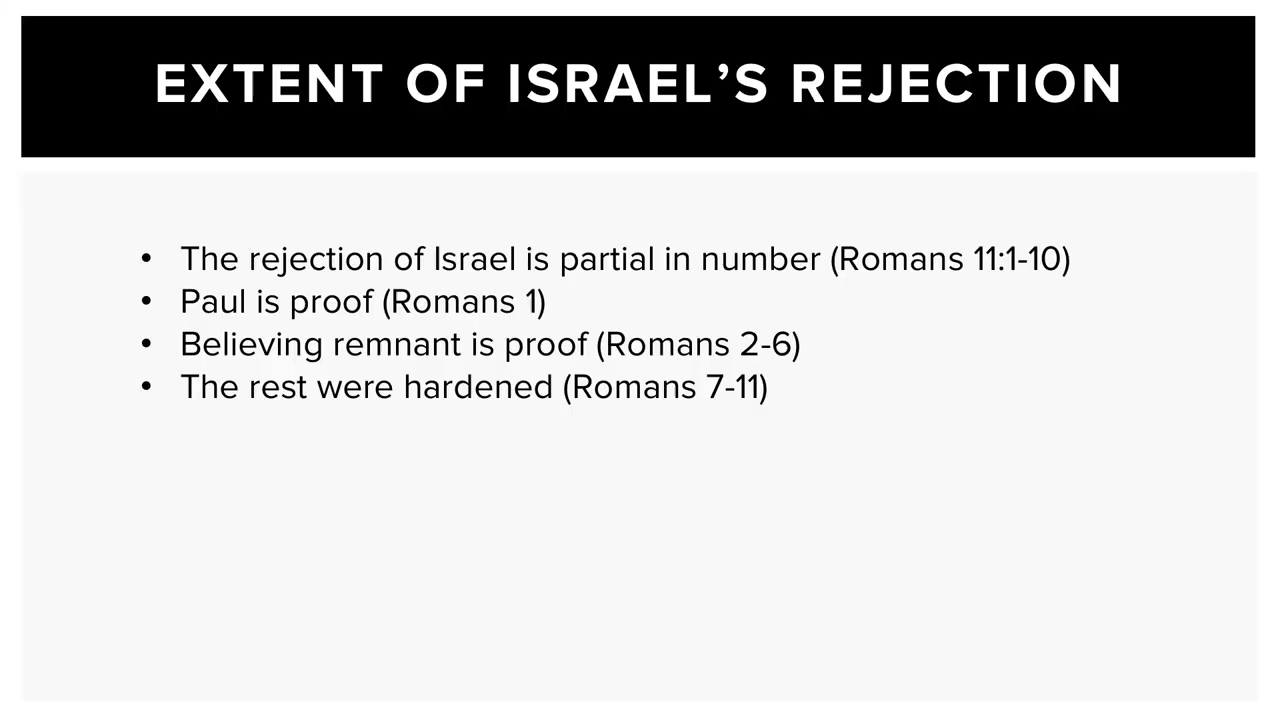 EXTENT OF ISRAEL’S REJECTION
• The rejection of Israel is partial in number (Romans 11:1-10)
• Paul is proof (Romans 1)
• Believing remnant is proof (Romans 2-6)
• The rest were hardened (Romans 7-11)